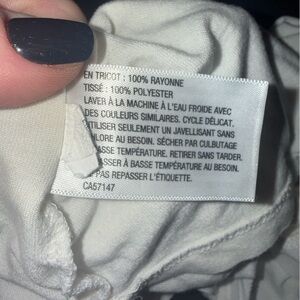 EN TRICOT : 100% RAYONNE
TISSÉ : 100% POLYESTER
LAVER À LA MACHINE À L'EAU FROIDE AVEC
DES COULEURS SIMILAIRES. CYCLE DÉLICAT.
UTILISER SEULEMENT UN JAVELLISANT SANS
CHLORE AU BESOIN. SÉCHER PAR CULBUTAGE
BASSE TEMPÉRATURE. RETIRER SANS TARDER.
REPASSER À BASSE TEMPÉRATURE AU BESOIN.
PAS REPASSER L'ÉTIQUETTE.
CA57147